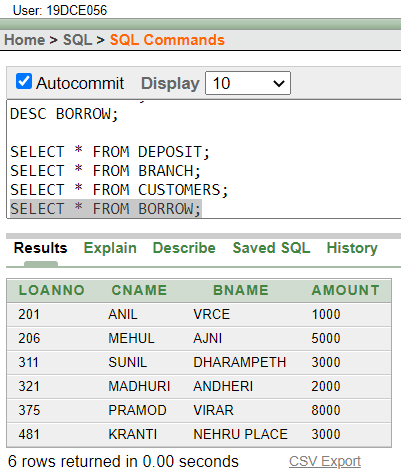 User: 19DCE056
Home > SQL > SQL Commands
Autocommit Display 10
DESC BORROW;
SELECT * FROM DEPOSIT;
SELECT * FROM BRANCH;
SELECT * FROM CUSTOMERS;
SELECT * FROM BORROW;
Results Explain Describe Saved SQL History
LOANNO CNAME BNAME AMOUNT
201 ANIL VRCE 1000
206 MEHUL AJNI 5000
311 SUNIL DHARAMPETH 3000
321 MADHURI ANDHERI 2000
375 PRAMOD VIRAR 8000
481 KRANTI NEHRU PLACE 3000
6 rows returned in 0.00 seconds CSV Export